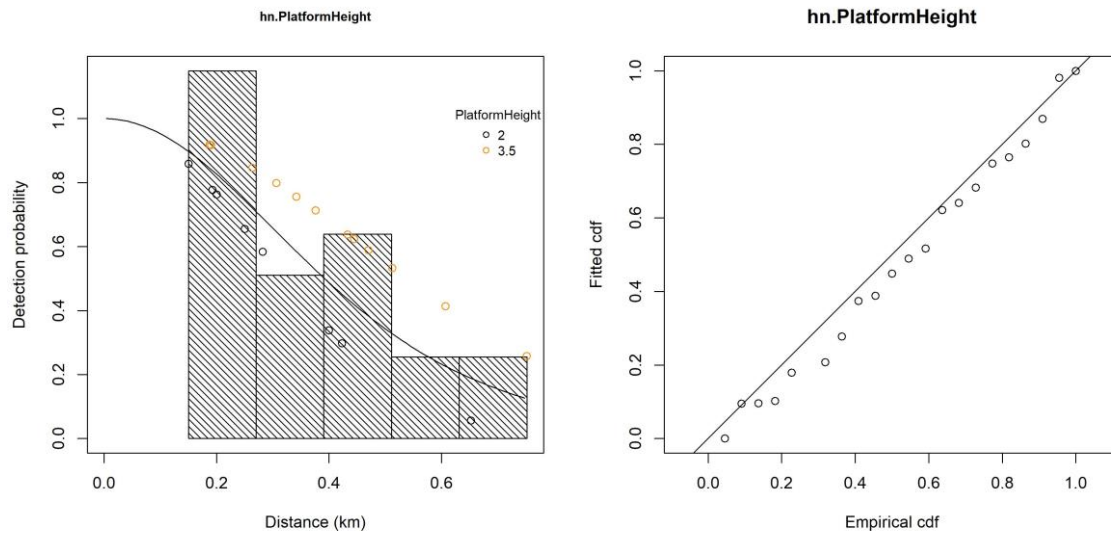 hn.PlatformHeight
Detection probability
1.0
0.8
0.6
0.4
0.2
0.0
PlatformHeight
2
3.5
0.0 0.2 0.4 0.6
Distance (km)
hn.PlatformHeight
Fitted cdf
1.0
0.8
0.6
0.4
0.2
0.0
0.0 0.2 0.4 0.6 0.8 1.0
Empirical cdf